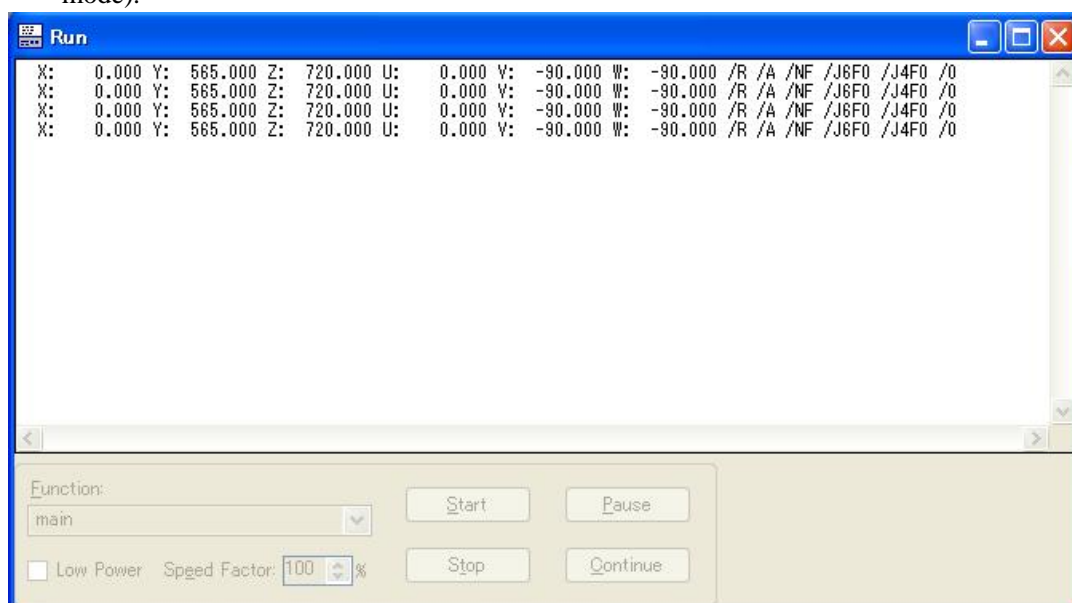 mode).
Run
X: 0.000 Y: 565.000 Z: 720.000 U: 0.000 V: -90.000 W: -90.000 /R /A /NF /J6F0 /J4F0 /0
X: 0.000 Y: 565.000 Z: 720.000 U: 0.000 V: -90.000 W: -90.000 /R /A /NF /J6F0 /J4F0 /0
X: 0.000 Y: 565.000 Z: 720.000 U: 0.000 V: -90.000 W: -90.000 /R /A /NF /J6F0 /J4F0 /0
X: 0.000 Y: 565.000 Z: 720.000 U: 0.000 V: -90.000 W: -90.000 /R /A /NF /J6F0 /J4F0 /0
Function:
main
Start
Pause
Low Power Speed Factor: 100 %
Stop
Continue